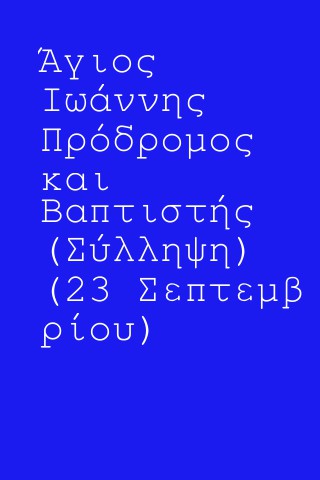 Άγιος
Ιωάννης
Πρόδρομος
και
Βαπτιστής
(Σύλληψη)
(23 Σεπτεμβ
ρίου)